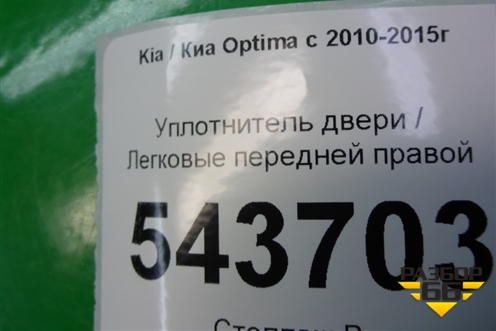 Kia / Киа Optima с 2010-2015г
Уплотнитель двери /
Легковые передней правой
543703
РАЗБОР
66